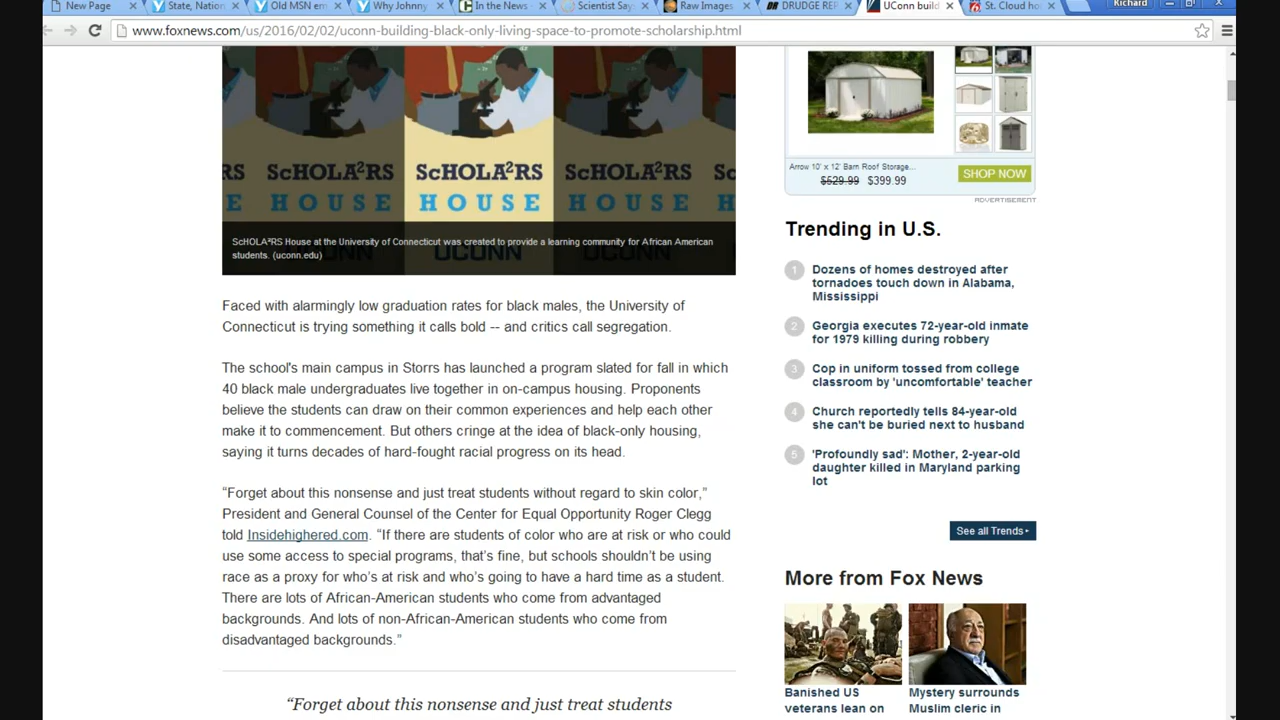 New Page
State, Nation
Old MSN em
Why Johnny
In the News -
Scientist Say
Raw Images
DRUDGE REP
UConn build
St. Cloud ho
Richard
www.foxnews.com/us/2016/02/02/uconn-building-black-only-living-space-to-promote-scholarship.html
RS ScHOLA²RS ScHOLA²RS ScHOLA²RS Sc
E HOUSE HOUSE HOUSE H
UCONN
ScHOLA²RS House at the University of Connecticut was created to provide a learning community for African American
students. (uconn.edu)
Faced with alarmingly low graduation rates for black males, the University of
Connecticut is trying something it calls bold -- and critics call segregation.
The school's main campus in Storrs has launched a program slated for fall in which
40 black male undergraduates live together in on-campus housing. Proponents
believe the students can draw on their common experiences and help each other
make it to commencement. But others cringe at the idea of black-only housing,
saying it turns decades of hard-fought racial progress on its head.
“Forget about this nonsense and just treat students without regard to skin color,”
President and General Counsel of the Center for Equal Opportunity Roger Clegg
told Insidehighered.com. “If there are students of coor who are at risk or who could
use some access to special programs, that’s fine, but schools shouldn’t be using
race as a proxy for who’s at risk and who’s going to have a hard time as a student.
There are lots of African-American students who come from advantaged
backgrounds. And lots of non-African-American students who come from
disadvantaged backgrounds.”
“Forget about this nonsense and just treat students
Arrow 10' x 12' Barn Roof Storage...
$529.99 $399.99
SHOP NOW
ADVERTISEMENT
Trending in U.S.
1 Dozens of homes destroyed after
tornadoes touch down in Alabama,
Mississippi
2 Georgia executes 72-year-old inmate
for 1979 killing during robbery
3 Cop in uniform tossed from college
classroom by 'uncomfortable' teacher
4 Church reportedly tells 84-year-old
she can't be buried next to husband
5 'Profoundly sad': Mother, 2-year-old
daughter killed in Maryland parking
lot
See all Trends
More from Fox News
Banished US
veterans lean on
Mystery surrounds
Muslim cleric in